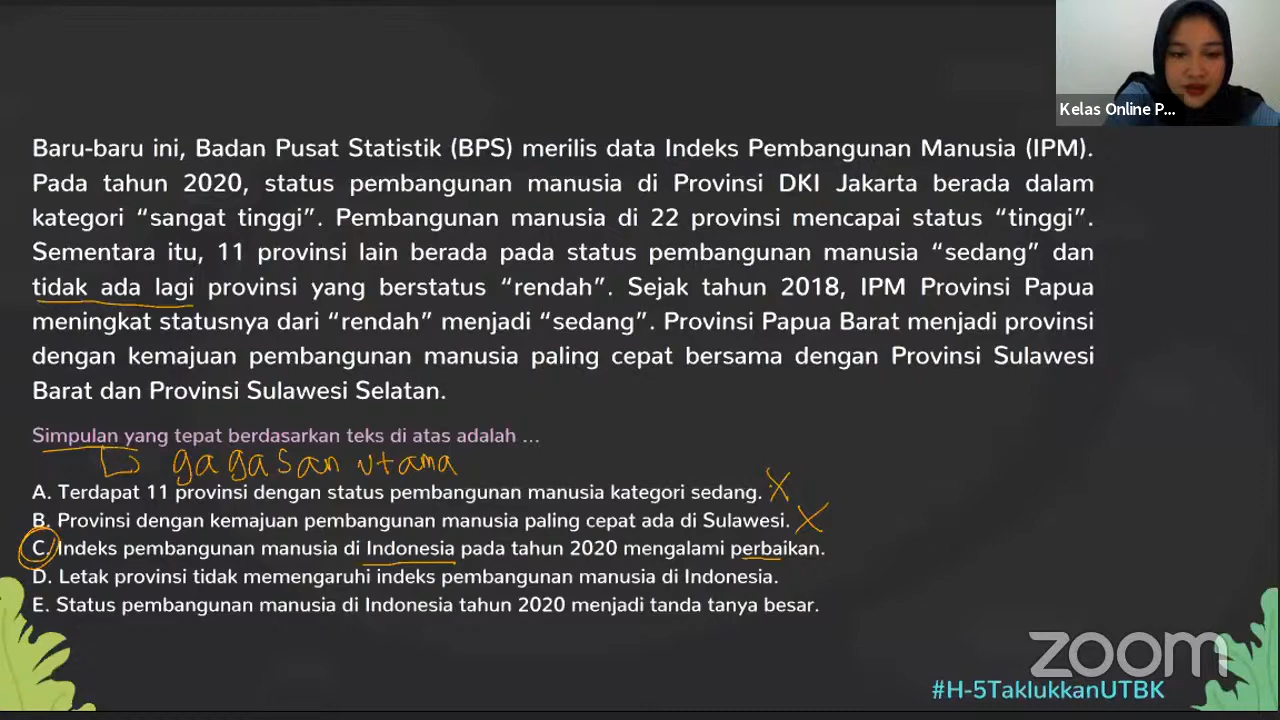 Kelas Online P...
Baru-baru ini, Badan Pusat Statistik (BPS) merilis data Indeks Pembangunan Manusia (IPM).
Pada tahun 2020, status pembangunan manusia di Provinsi DKI Jakarta berada dalam
kategori “sangat tinggi”. Pembangunan manusia di 22 provinsi mencapai status “tinggi”.
Sementara itu, 11 provinsi lain berada pada status pembangunan manusia “sedang” dan
tidak ada lagi provinsi yang berstatus “rendah”. Sejak tahun 2018, IPM Provinsi Papua
meningkat statusnya dari “rendah” menjadi “sedang”. Provinsi Papua Barat menjadi provinsi
dengan kemajuan pembangunan manusia paling cepat bersama dengan Provinsi Sulawesi
Barat dan Provinsi Sulawesi Selatan.
Simpulan yang tepat berdasarkan teks di atas adalah ...
gagasan utama
A. Terdapat 11 provinsi dengan status pembangunan manusia kategori sedang. X
B. Provinsi dengan kemajuan pembangunan manusia paling cepat ada di Sulawesi. X
C. Indeks pembangunan manusia di Indonesia pada tahun 2020 mengalami perbaikan.
D. Letak provinsi tidak memengaruhi indeks pembangunan manusia di Indonesia.
E. Status pembangunan manusia di Indonesia tahun 2020 menjadi tanda tanya besar.
zoom
#H-5TaklukkanUTBK